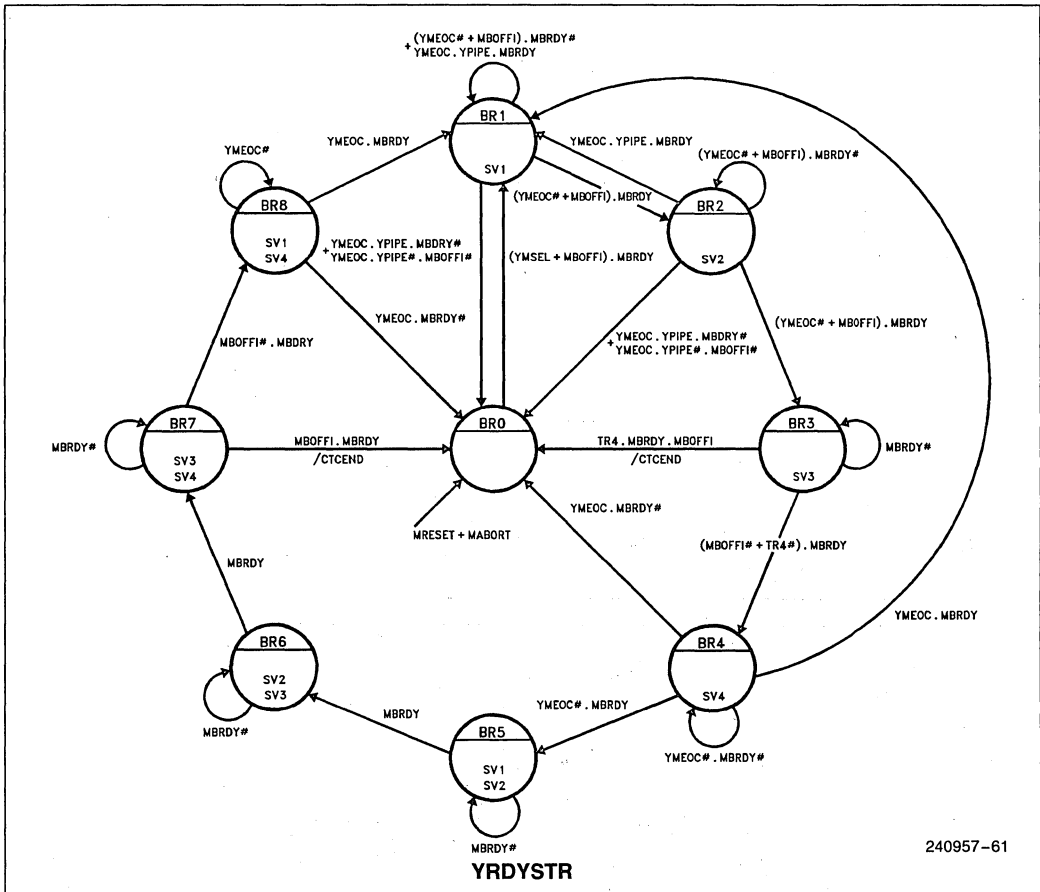 (YMEOC# + MBOFFI).MBRDY#
+ YMEOC.YPIPE.MBRDY
BR1
SV1
YMEOC#
YMEOC.MBRDY
YMEOC.YPIPE.MBRDY
(YMEOC# + MBOFFI).MBRDY#
BR8
SV1
SV4
(YMEOC# + MBOFFI).MBRDY
BR2
SV2
+ YMEOC.YPIPE.MBDRY#
YMEOC.YPIPE#.MBOFFI#
(YMSEL + MBOFFI).MBRDY
YMEOC.MBRDY#
MBOFFI#.MBDRY
+ YMEOC.YPIPE.MBDRY#
YMEOC.YPIPE#.MBOFFI#
(YMEOC# + MBOFFI).MBRDY
MBRDY#
BR7
SV3
SV4
MBOFFI.MBRDY
/CTCEND
BR0
TR4.MBRDY.MBOFFI
/CTCEND
BR3
SV3
MBRDY#
MRESET + MABORT
YMEOC.MBRDY#
(MBOFFI# + TR4#).MBRDY
MBRDY
YMEOC.MBRDY
BR6
SV2
SV3
MBRDY#
MBRDY
BR5
SV1
SV2
MBRDY#
YMEOC#.MBRDY
BR4
SV4
YMEOC#.MBRDY#
240957-61
YRDYSTR